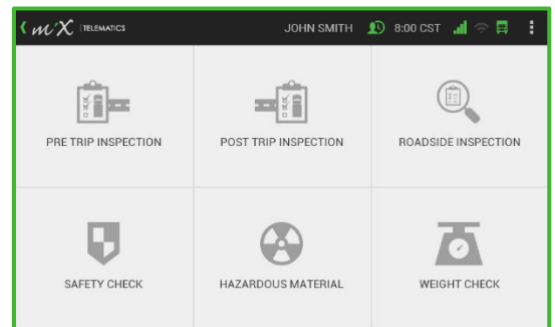 mix TELEMATICS JOHN SMITH 8:00 CST
PRE TRIP INSPECTION POST TRIP INSPECTION ROADSIDE INSPECTION
SAFETY CHECK HAZARDOUS MATERIAL WEIGHT CHECK